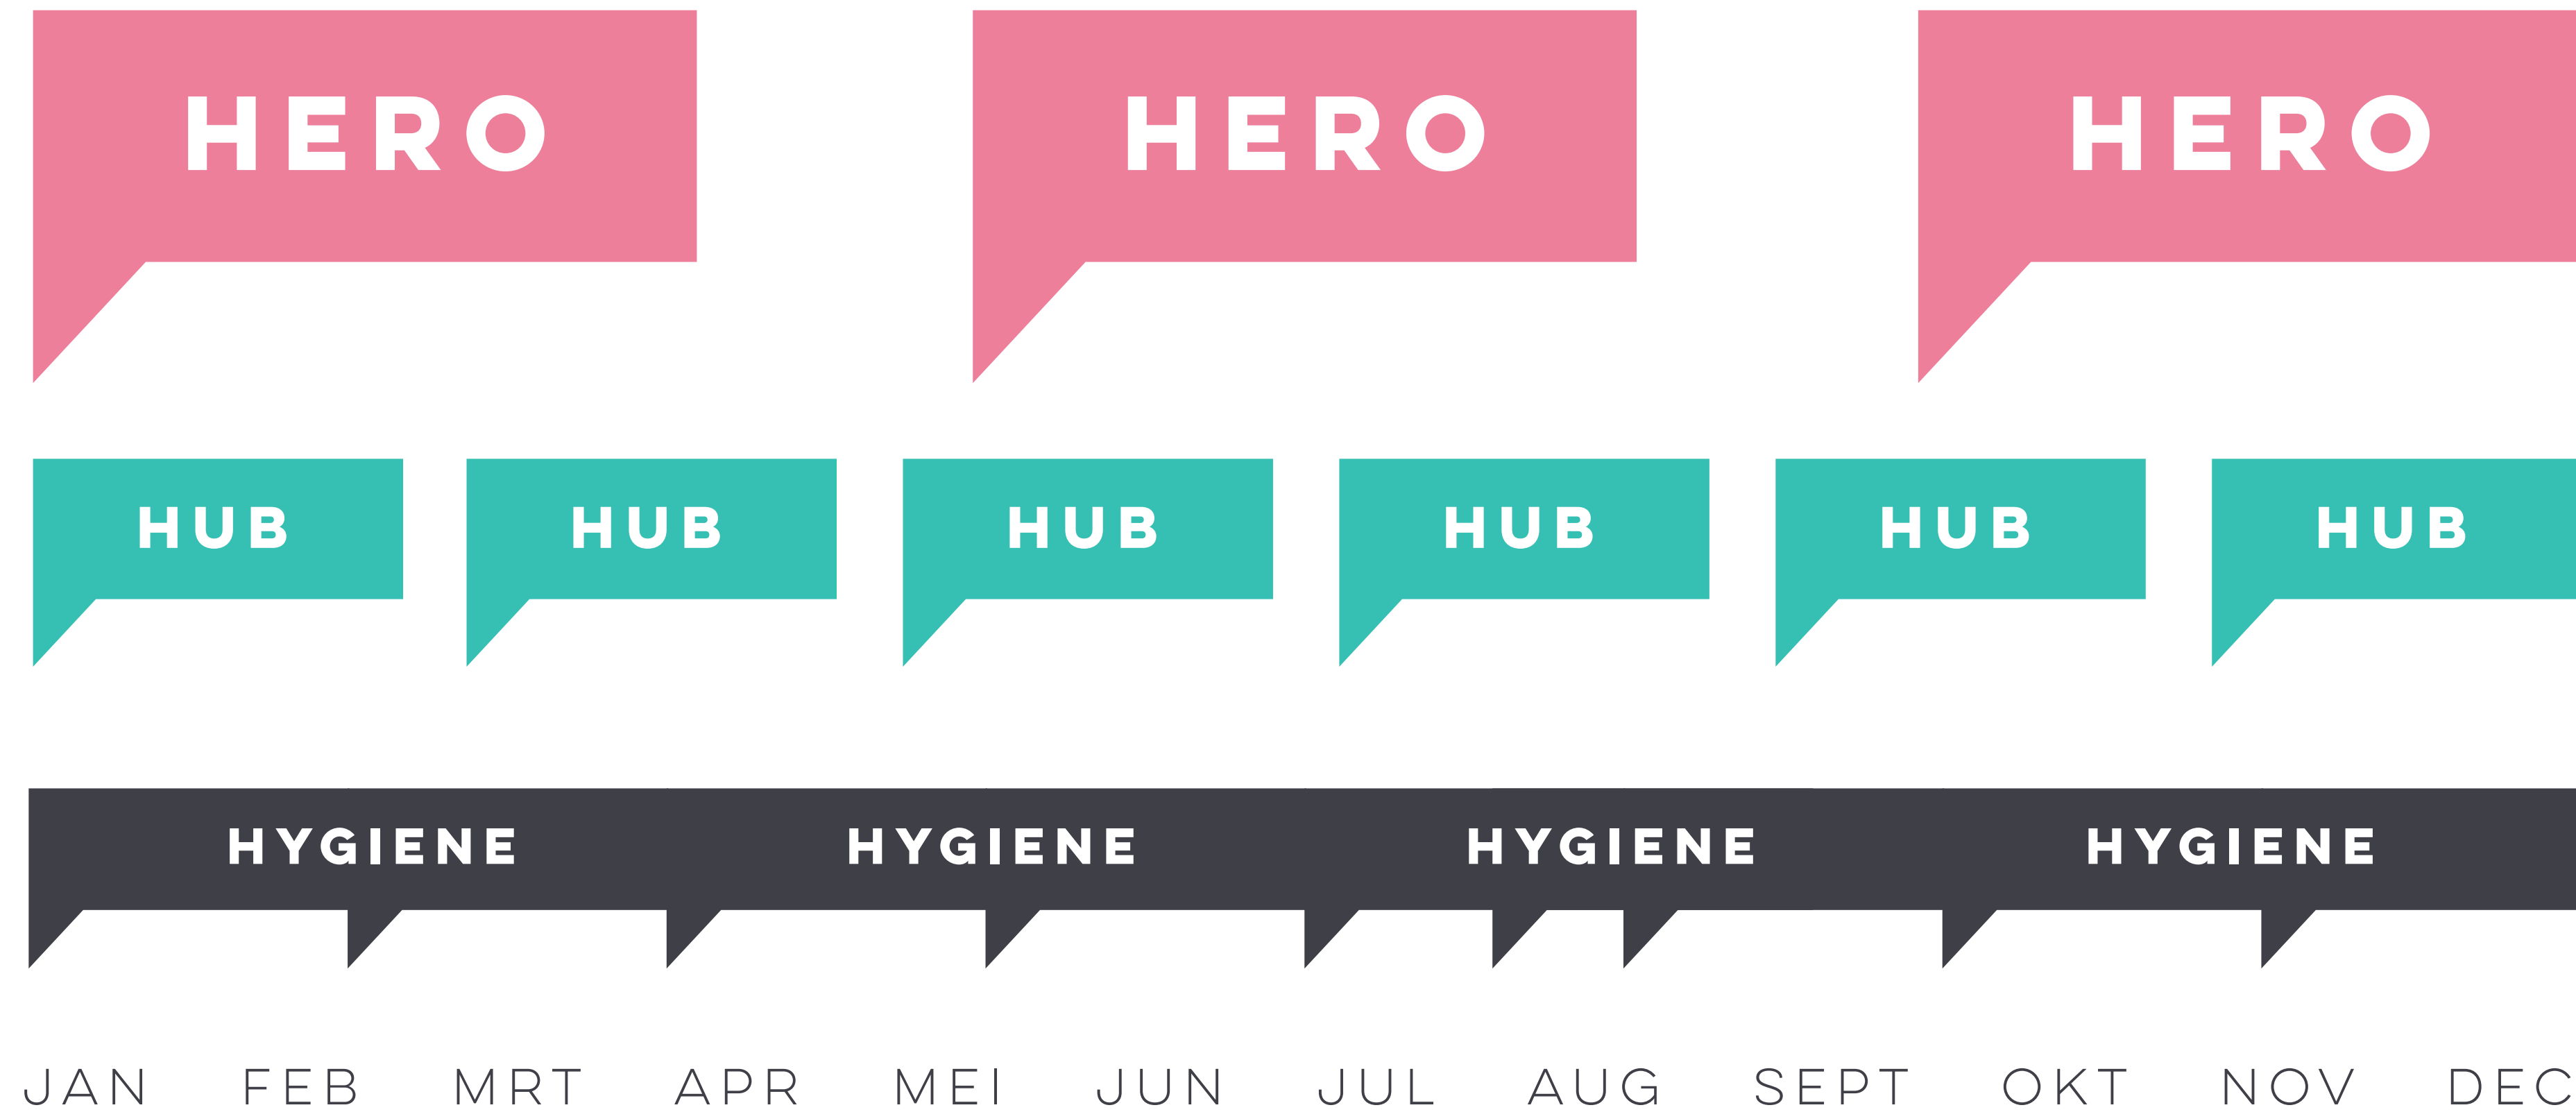 HERO HERO HERO
HUB HUB HUB HUB HUB HUB
HYGIENE HYGIENE HYGIENE HYGIENE
JAN FEB MRT APR MEI JUN JUL AUG SEPT OKT NOV DEC